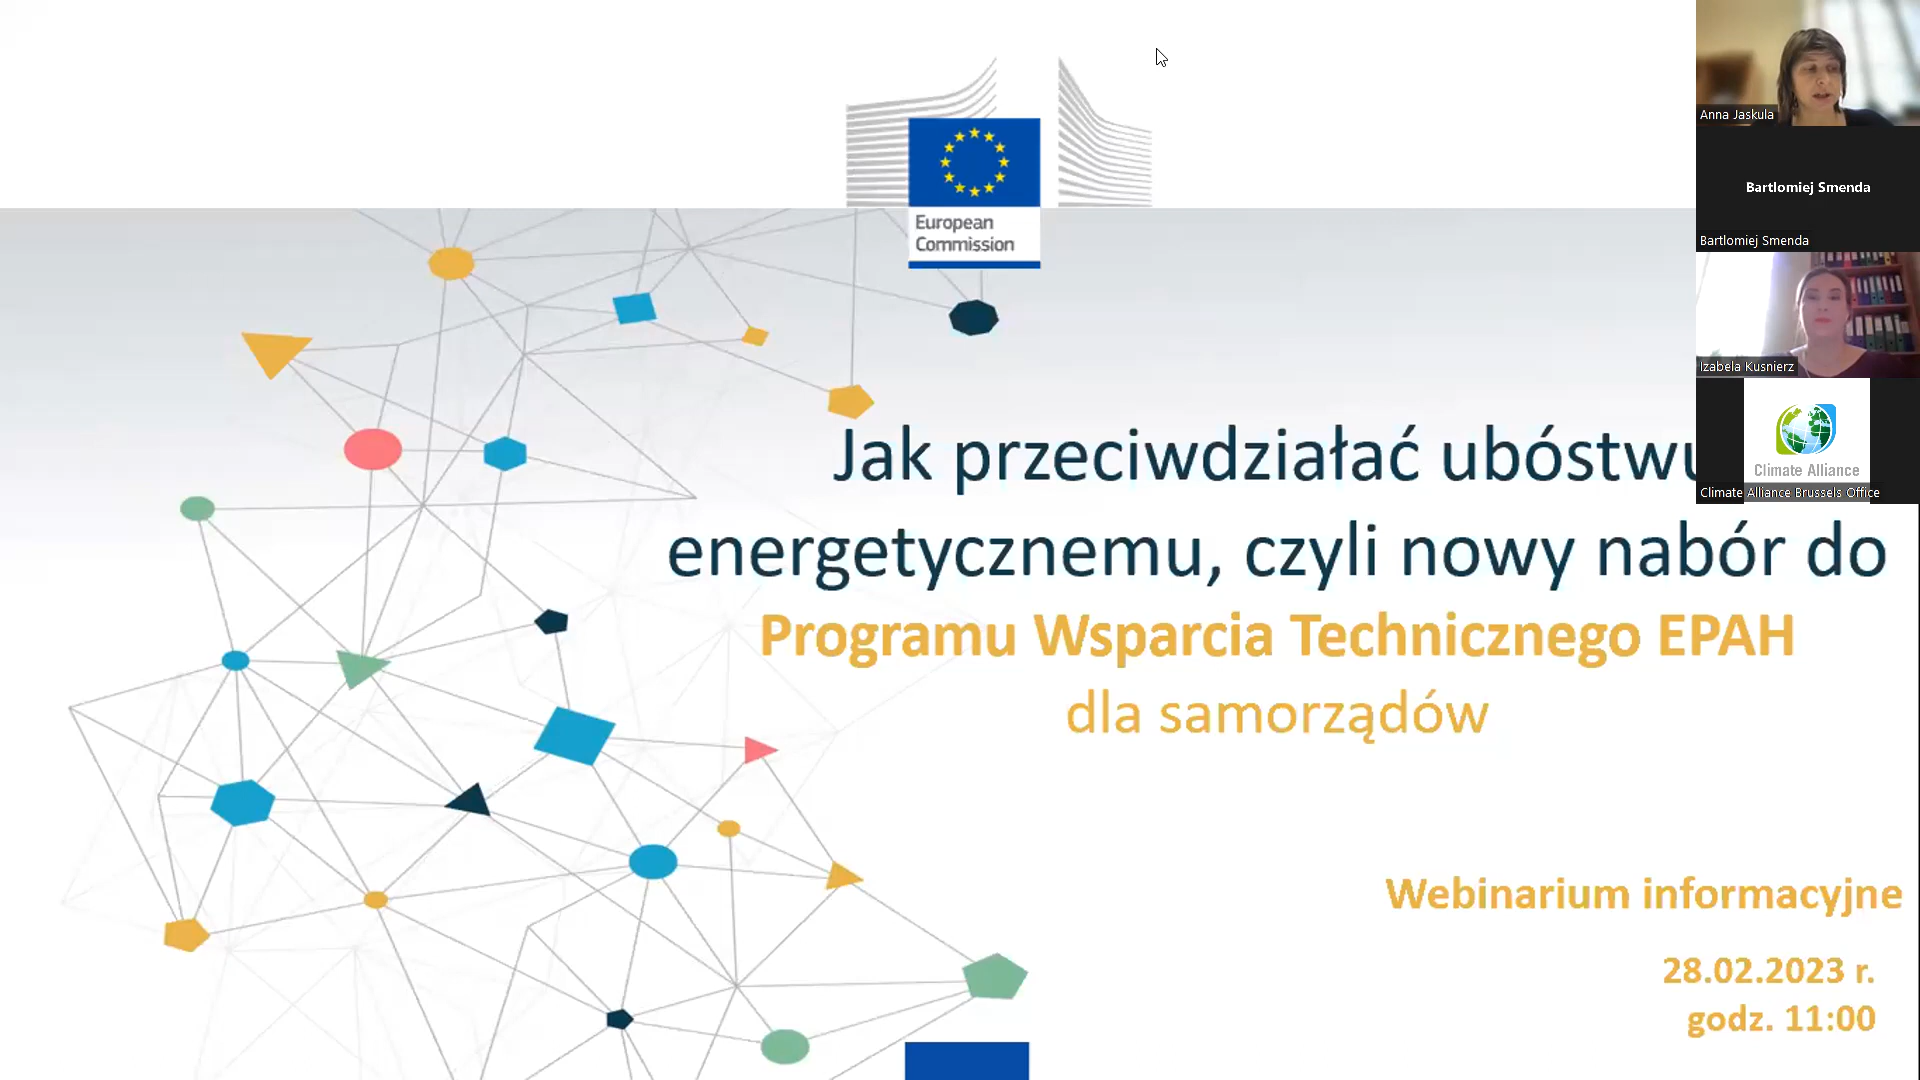 European
Commission
Jak przeciwdziałać ubóstwu
energetycznemu, czyli nowy nabór do
Programu Wsparcia Technicznego EPAH
dla samorządów
Webinarium informacyjne
28.02.2023 r.
godz. 11:00
Anna Jaskula
Bartlomiej Smenda
Bartlomiej Smenda
Izabela Kusnierz
Climate Alliance
Climate Alliance Brussels Office